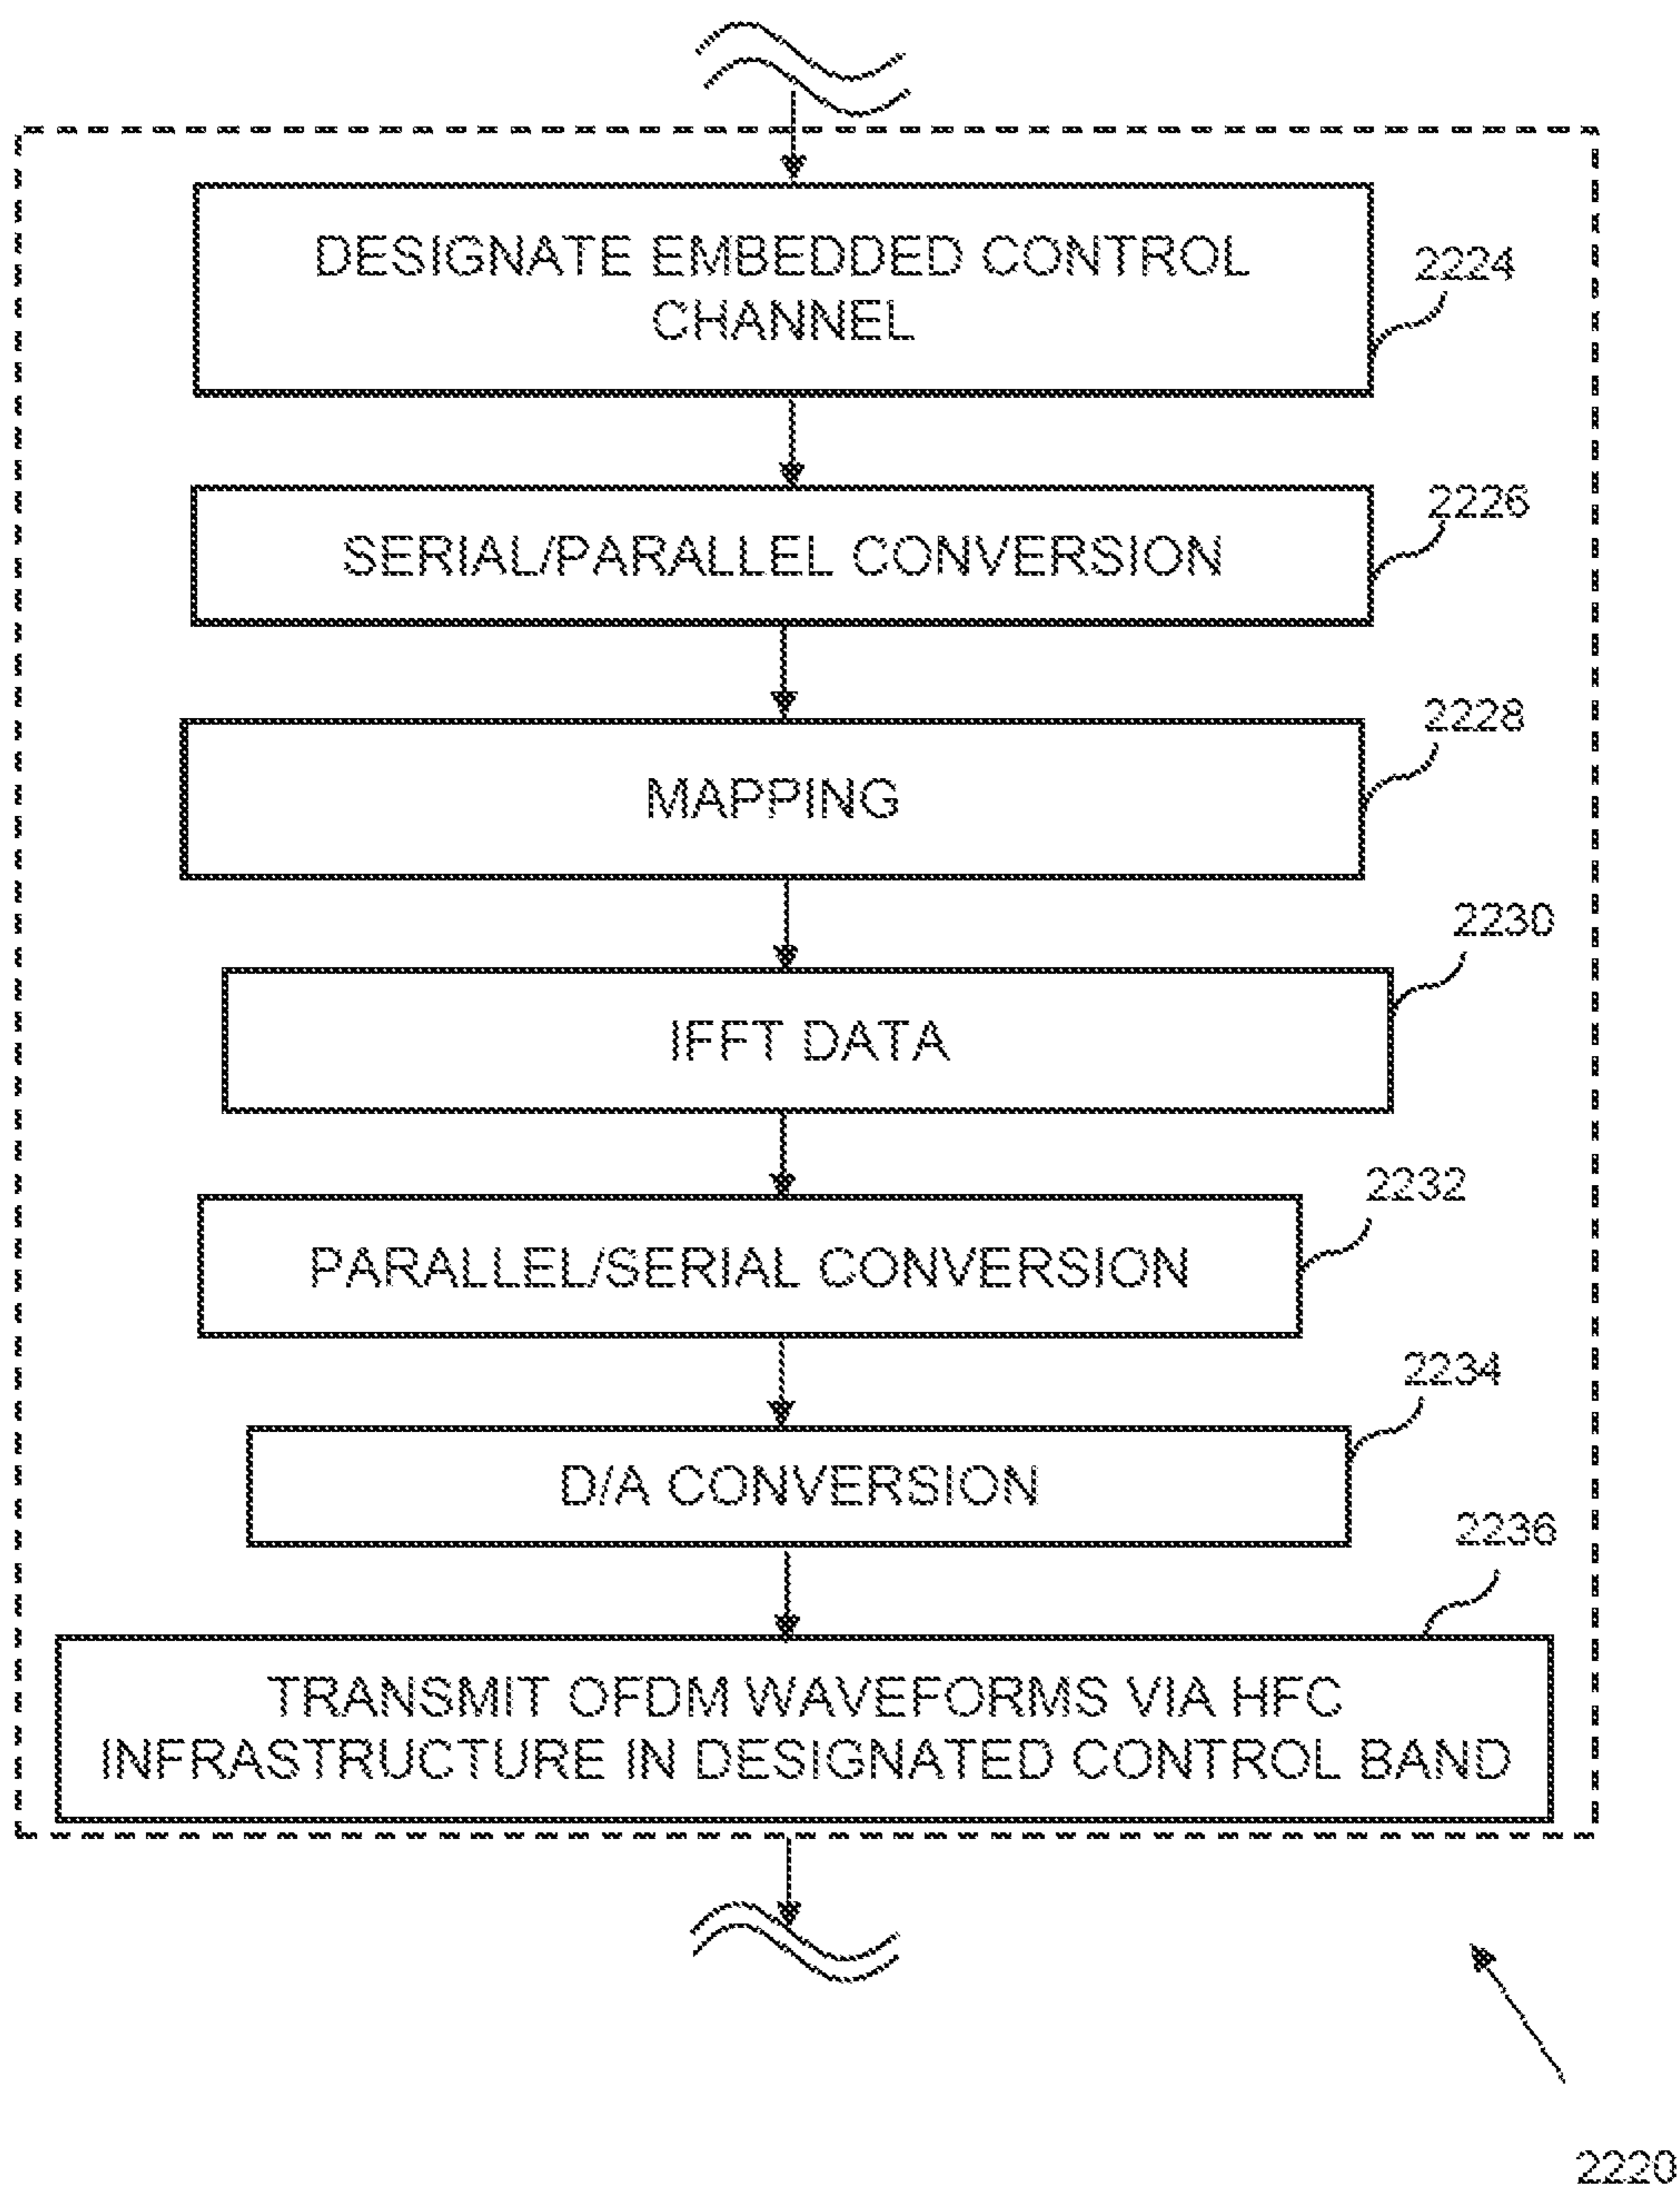 DESIGNATE EMBEDDED CONTROL
CHANNEL
2224
SERIAL/PARALLEL CONVERSION
2226
MAPPING
2228
IFFT DATA
2230
PARALLEL/SERIAL CONVERSION
2232
D/A CONVERSION
2234
TRANSMIT OFDM WAVEFORMS VIA HFC
INFRASTRUCTURE IN DESIGNATED CONTROL BAND
2236
2220